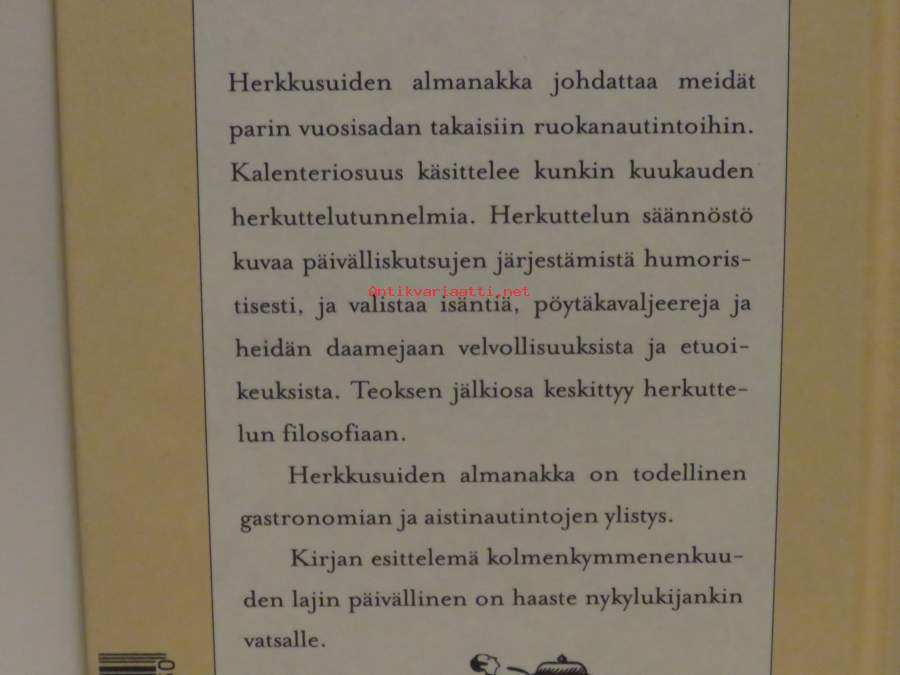 Herkkusuiden almanakka johdattaa meidät
parin vuosisadan takaisiin ruokanautintoihin.
Kalenteriosuus käsittelee kunkin kuukauden
herkuttelutunnelmia. Herkuttelun säännöstö
kuvaa päivälliskutsujen järjestämistä humoris-
Antikvariaatti.net
tisesti, ja valistaa isäntiä, pöytäkavaljeereja ja
heidän daamejaan velvollisuuksista ja etuoi-
keuksista. Teoksen jälkiosa keskittyy herkutte-
lun filosofiaan.
Herkkusuiden almanakka on todellinen
gastronomian ja aistinautintojen ylistys.
Kirjan esittelemä kolmenkymmenenkuu-
den lajin päivällinen on haaste nykylukijankin
vatsalle.